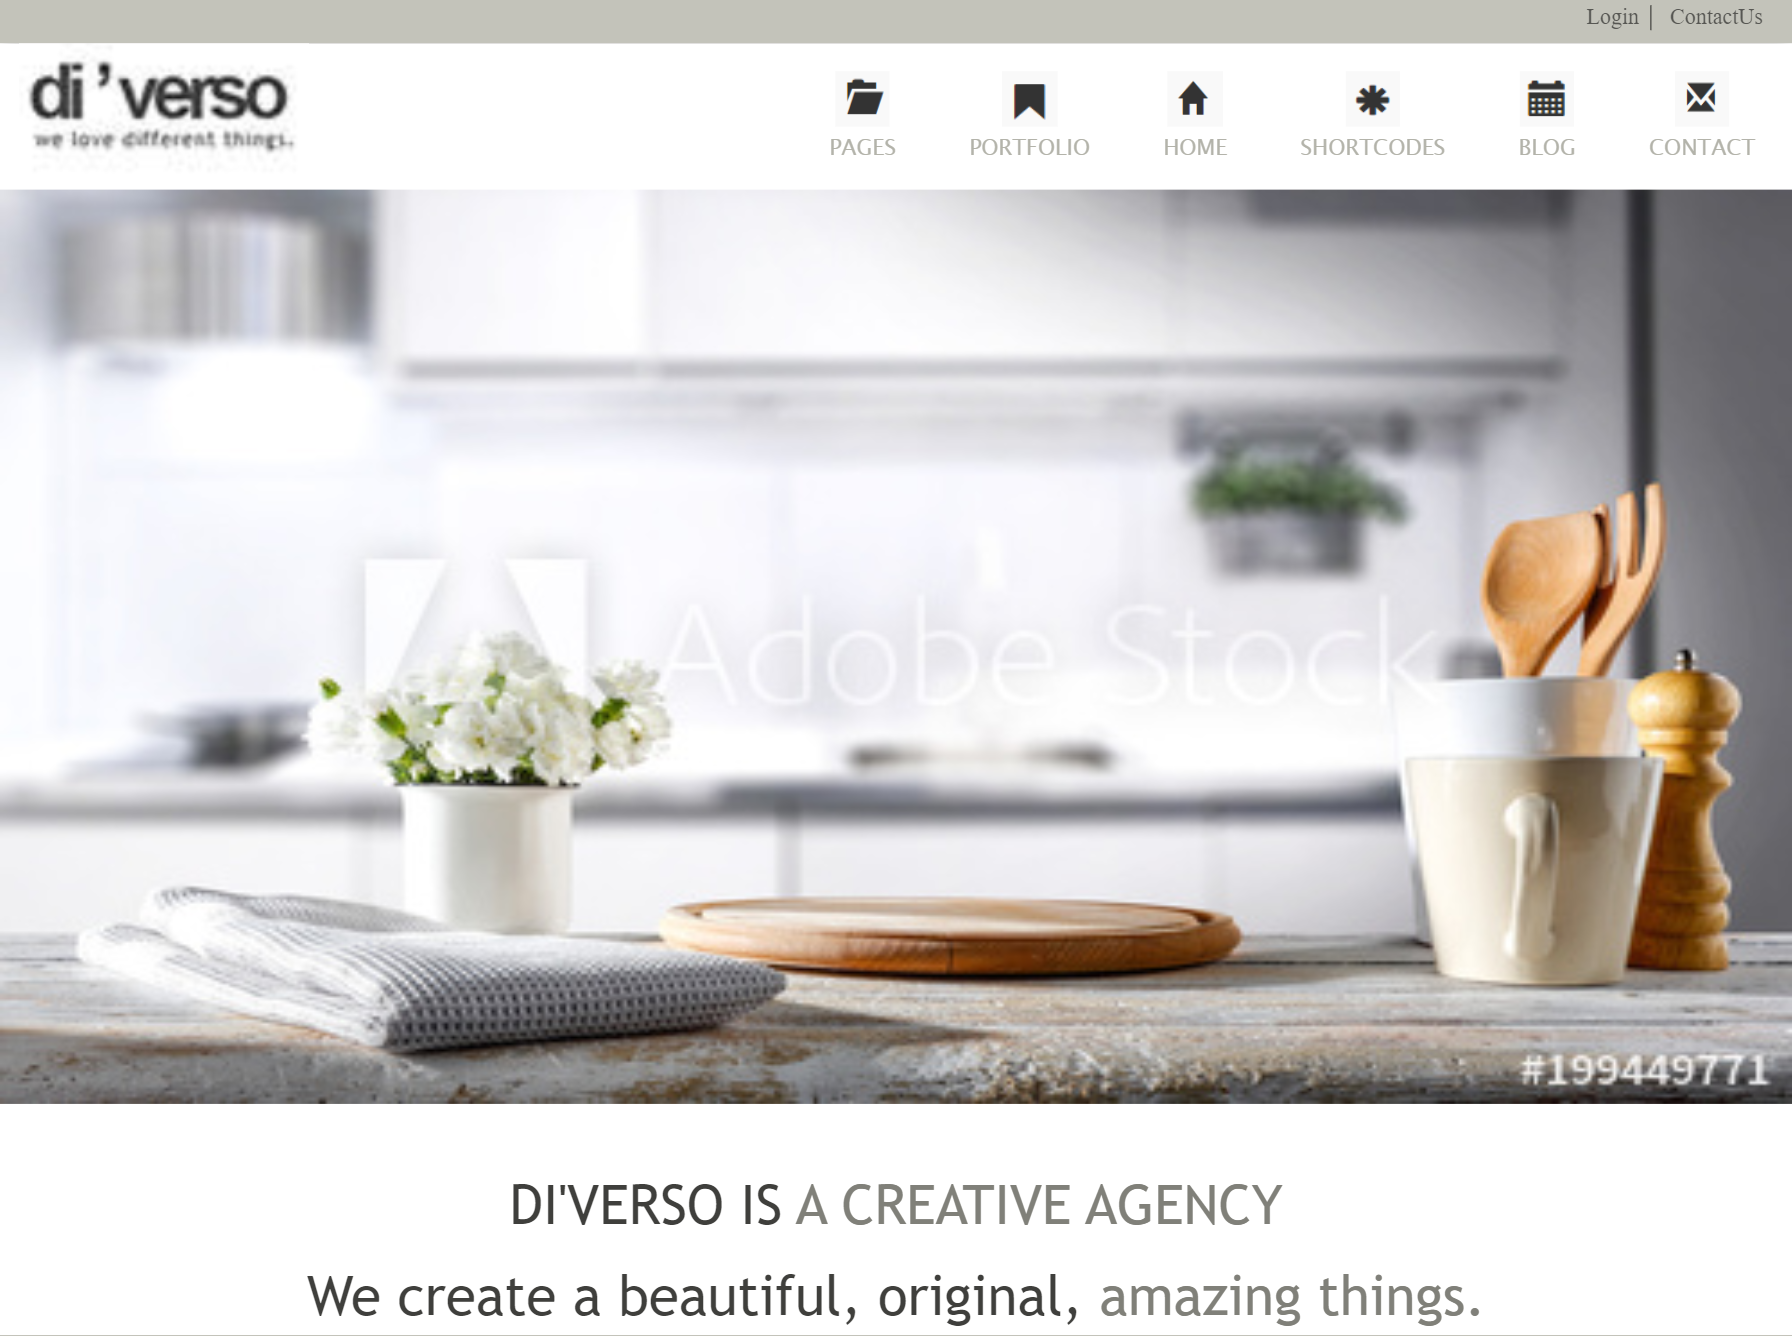 Login | ContactUs
di'verso
we love different things.
PAGES PORTFOLIO HOME SHORTCODES BLOG CONTACT
Adobe Stock
#199449771
DI'VERSO IS A CREATIVE AGENCY
We create a beautiful, original, amazing things.